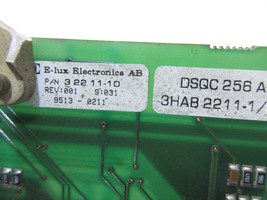 E-lux Electronics AB
P/N 3 22 11-10
REV:001 S:031
9513 - 0211
DSQC 256 A
3HAB 2211-1/